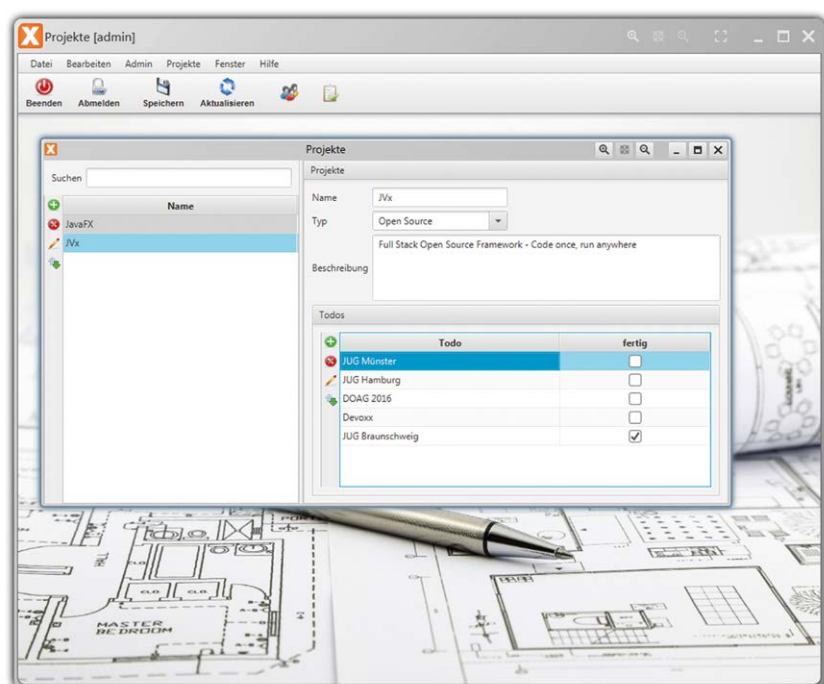 Projekte [admin]
Datei Bearbeiten Admin Projekte Fenster Hilfe
Beenden Abmelden Speichern Aktualisieren
Projekte
Suchen
Name
JavaFX
JVx
Projekte
Name JVx
Typ Open Source
Beschreibung Full Stack Open Source Framework - Code once, run anywhere
Todos
Todo fertig
JUG Münster
JUG Hamburg
DOAG 2016
Devoxx
JUG Braunschweig
CLO. CLO.
MASTER
BEDROOM